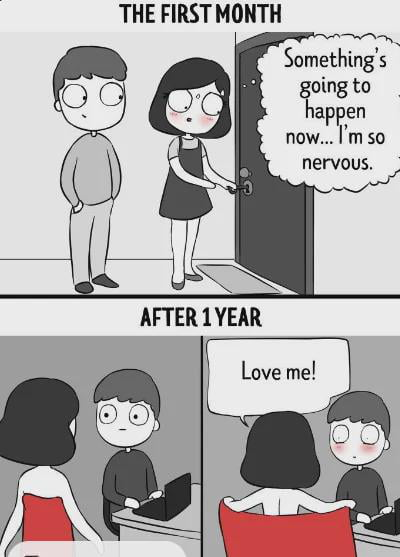 THE FIRST MONTH
Something's
going to
happen
now... I'm so
nervous.
AFTER 1 YEAR
Love me!